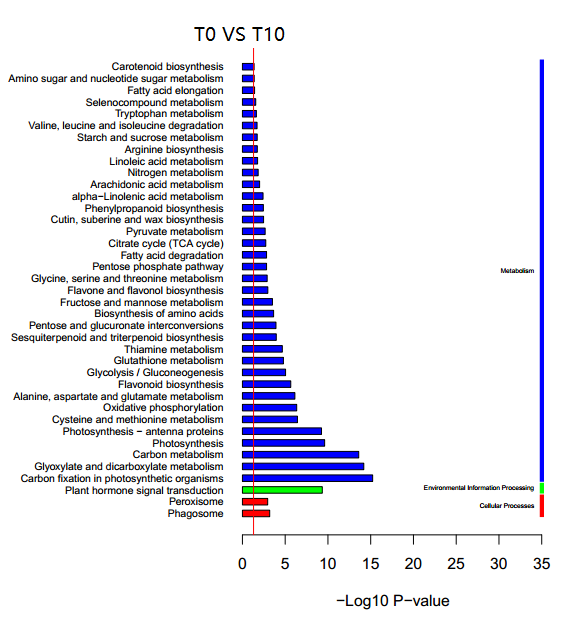 T0 VS T10
Carotenoid biosynthesis
Amino sugar and nucleotide sugar metabolism
Fatty acid elongation
Selenocompound metabolism
Tryptophan metabolism
Valine, leucine and isoleucine degradation
Starch and sucrose metabolism
Arginine biosynthesis
Linoleic acid metabolism
Nitrogen metabolism
Arachidonic acid metabolism
alpha−Linolenic acid metabolism
Phenylpropanoid biosynthesis
Cutin, suberine and wax biosynthesis
Pyruvate metabolism
Citrate cycle (TCA cycle)
Fatty acid degradation
Pentose phosphate pathway
Glycine, serine and threonine metabolism
Flavone and flavonol biosynthesis
Fructose and mannose metabolism
Biosynthesis of amino acids
Pentose and glucuronate interconversions
Sesquiterpenoid and triterpenoid biosynthesis
Thiamine metabolism
Glutathione metabolism
Glycolysis / Gluconeogenesis
Flavonoid biosynthesis
Alanine, aspartate and glutamate metabolism
Oxidative phosphorylation
Cysteine and methionine metabolism
Photosynthesis − antenna proteins
Photosynthesis
Carbon metabolism
Glyoxylate and dicarboxylate metabolism
Carbon fixation in photosynthetic organisms
Plant hormone signal transduction
Peroxisome
Phagosome
Metabolism
Environmental Information Processing
Cellular Processes
0 5 10 15 20 25 30 35
−Log10 P−value